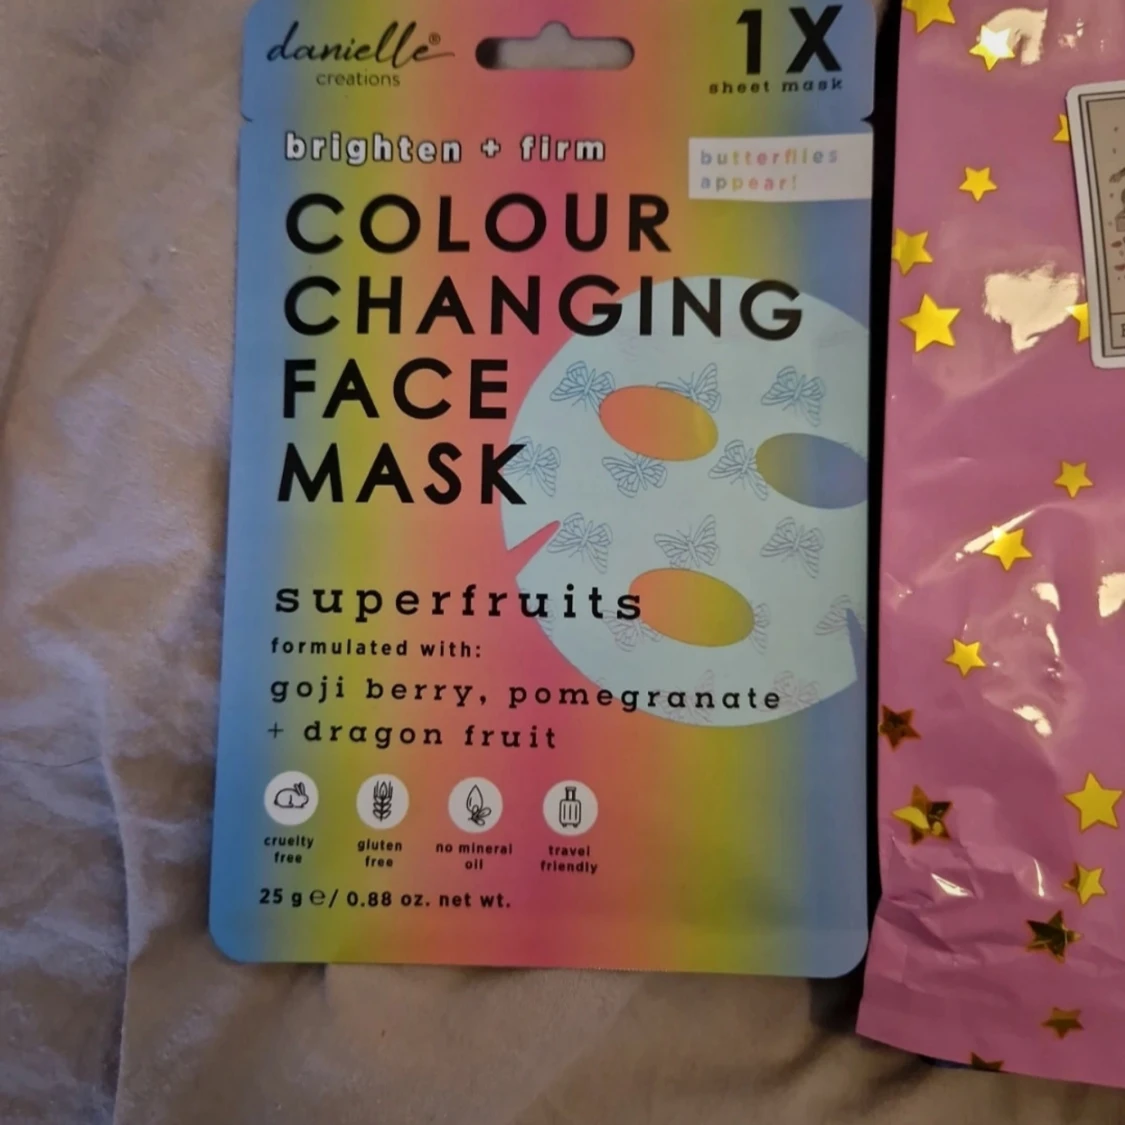 danielle®
creations
1X
sheet mask
brighten + firm
butterflies
appear!
COLOUR
CHANGING
FACE
MASK
superfruits
formulated with:
goji berry, pomegranate
+ dragon fruit
cruelty
free
gluten
free
no mineral
oil
travel
friendly
25 g ℮/ 0.88 oz. net wt.